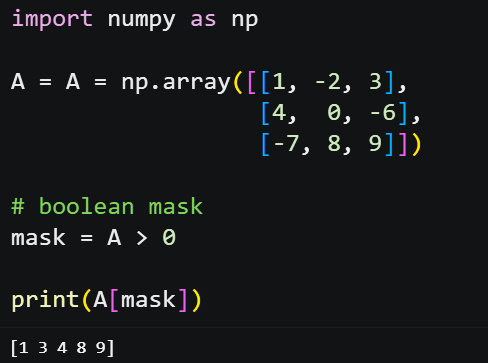 import numpy as np
A = A = np.array([[1, -2, 3],
[4, 0, -6],
[-7, 8, 9]])
# boolean mask
mask = A > 0
print(A[mask])
[1 3 4 8 9]